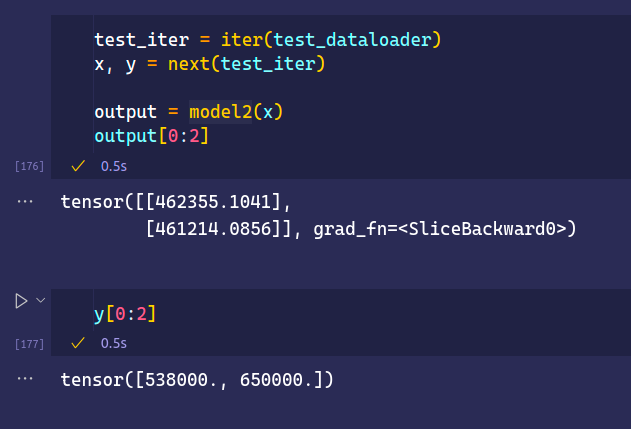 test_iter = iter(test_dataloader)
x, y = next(test_iter)
output = model2(x)
output[0:2]
[176] ✓ 0.5s
... tensor([[462355.1041],
[461214.0856]], grad_fn=<SliceBackward0>)
y[0:2]
[177] ✓ 0.5s
... tensor([538000., 650000.])